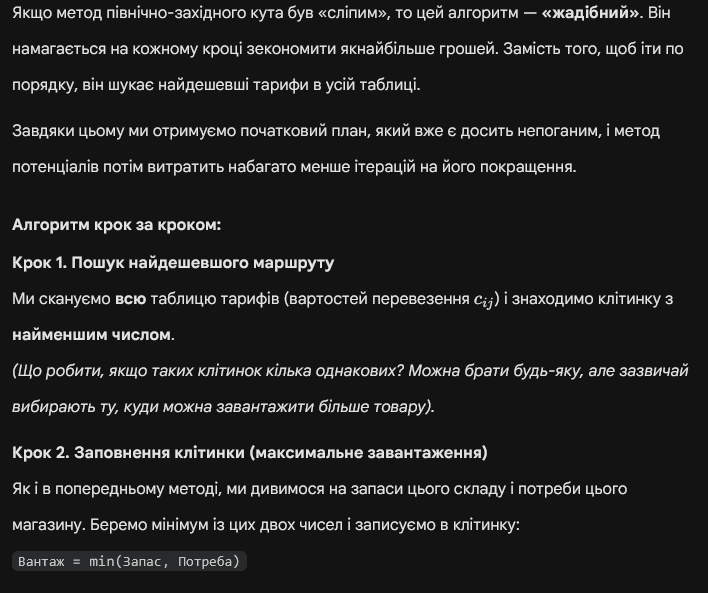 Якщо метод північно-західного кута був «сліпим», то цей алгоритм — «жадібний». Він
намагається на кожному кроці зекономити якнайбільше грошей. Замість того, щоб іти по
порядку, він шукає найдешевші тарифи в усій таблиці.
Завдяки цьому ми отримуємо початковий план, який вже є досить непоганим, і метод
потенціалів потім витратить набагато менше ітерацій на його покращення.
Алгоритм крок за кроком:
Крок 1. Пошук найдешевшого маршруту
Ми скануємо всю таблицю тарифів (вартостей перевезення c_{ij}) і знаходимо клітинку з
найменшим числом.
(Що робити, якщо таких клітинок кілька однакових? Можна брати будь-яку, але зазвичай
вибирають ту, куди можна завантажити більше товару).
Крок 2. Заповнення клітинки (максимальне завантаження)
Як і в попередньому методі, ми дивимося на запаси цього складу і потреби цього
магазину. Беремо мінімум із цих двох чисел і записуємо в клітинку:
Вантаж = min(Запас, Потреба)